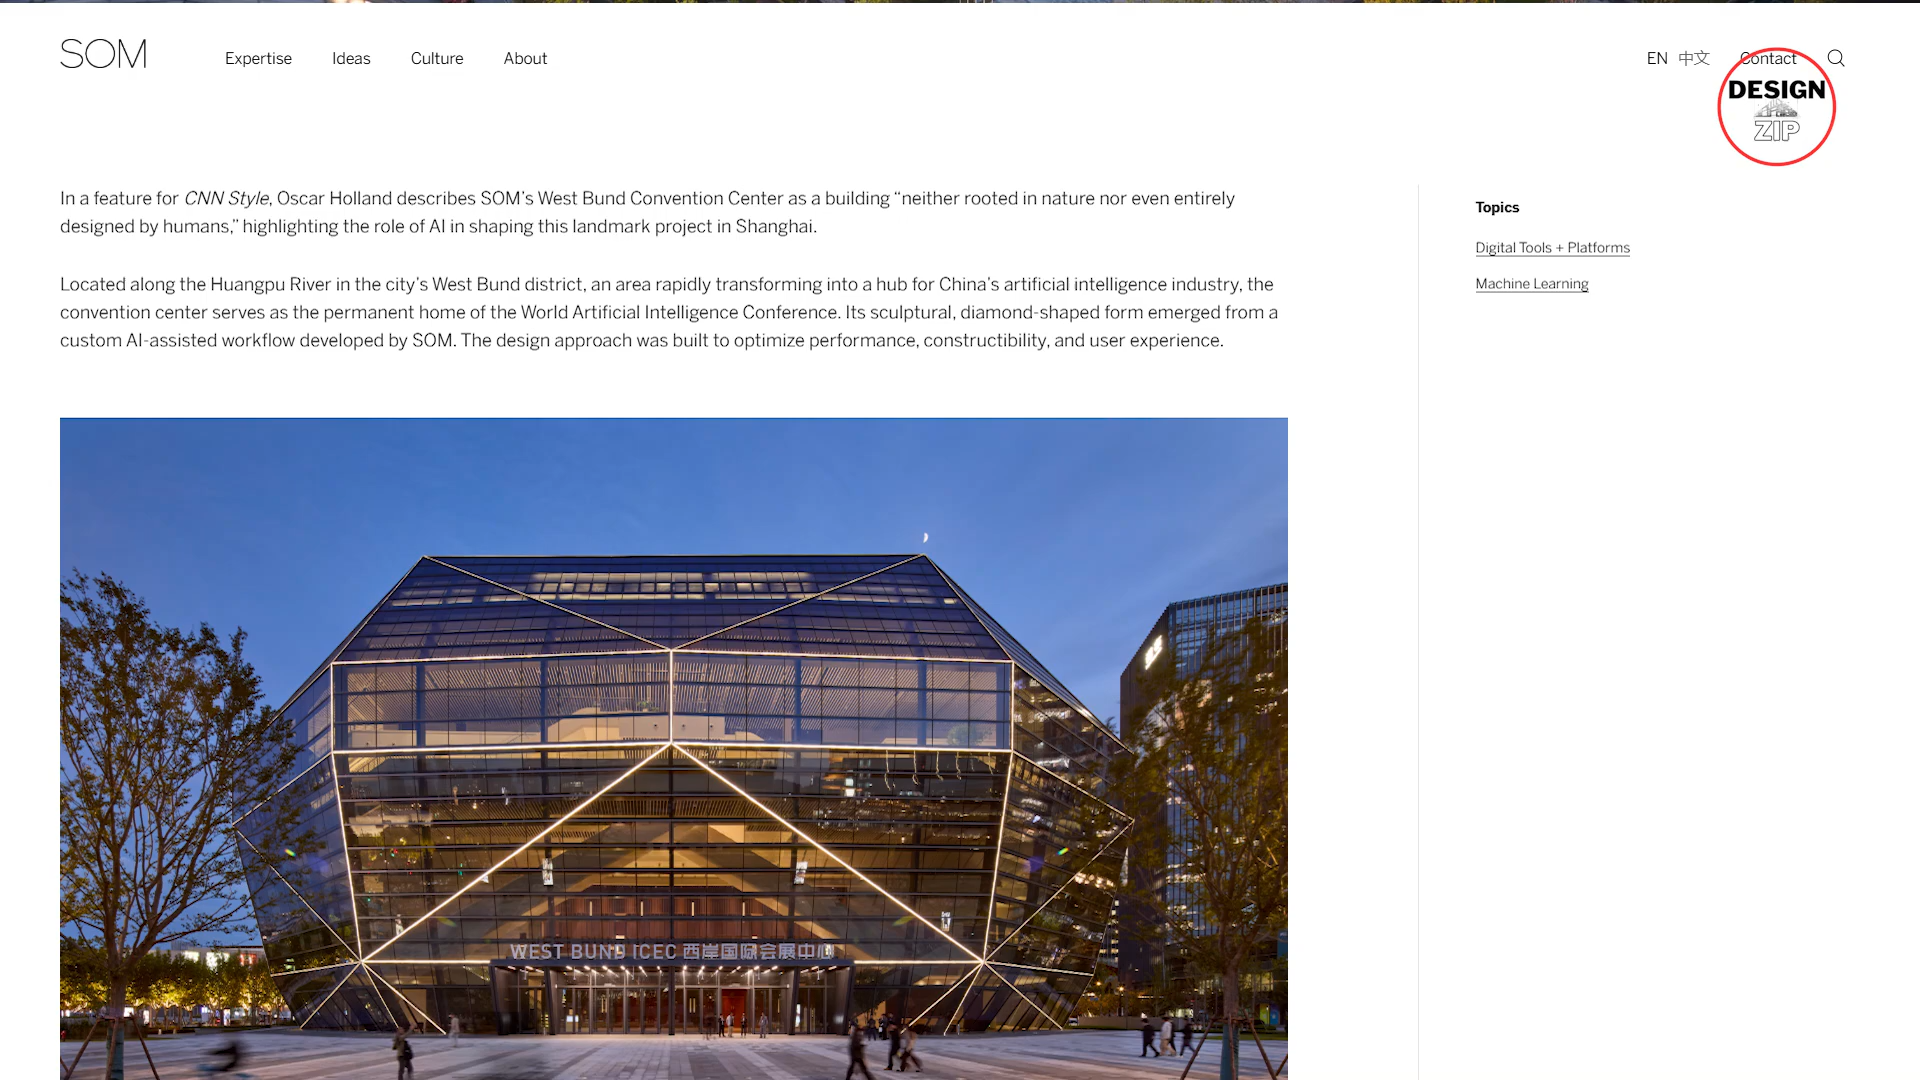 SOM
Expertise
Ideas
Culture
About
EN
中文
Contact
DESIGN
ZIP
In a feature for CNN Style, Oscar Holland describes SOM’s West Bund Convention Center as a building “neither rooted in nature nor even entirely
designed by humans,” highlighting the role of AI in shaping this landmark project in Shanghai.
Located along the Huangpu River in the city’s West Bund district, an area rapidly transforming into a hub for China’s artificial intelligence industry, the
convention center serves as the permanent home of the World Artificial Intelligence Conference. Its sculptural, diamond-shaped form emerged from a
custom AI-assisted workflow developed by SOM. The design approach was built to optimize performance, constructibility, and user experience.
Topics
Digital Tools + Platforms
Machine Learning
WEST BUND ICEC 西岸国际会展中心